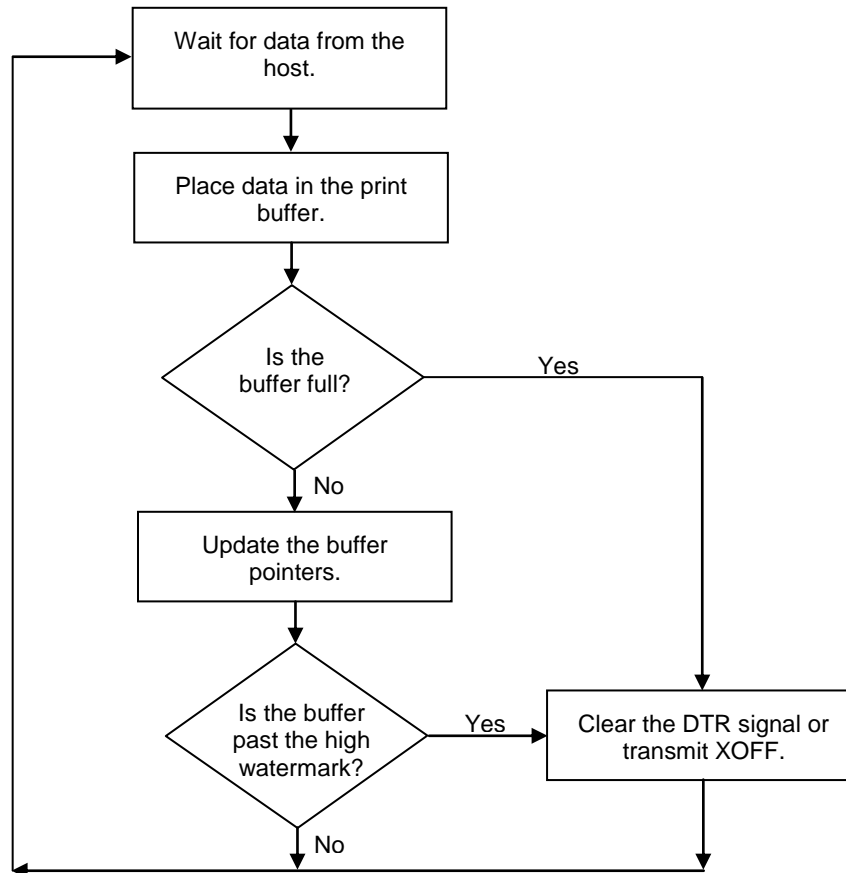 Wait for data from the
host.
Place data in the print
buffer.
Is the
buffer full?
Yes
No
Update the buffer
pointers.
Is the buffer
past the high
watermark?
Yes
Clear the DTR signal or
transmit XOFF.
No